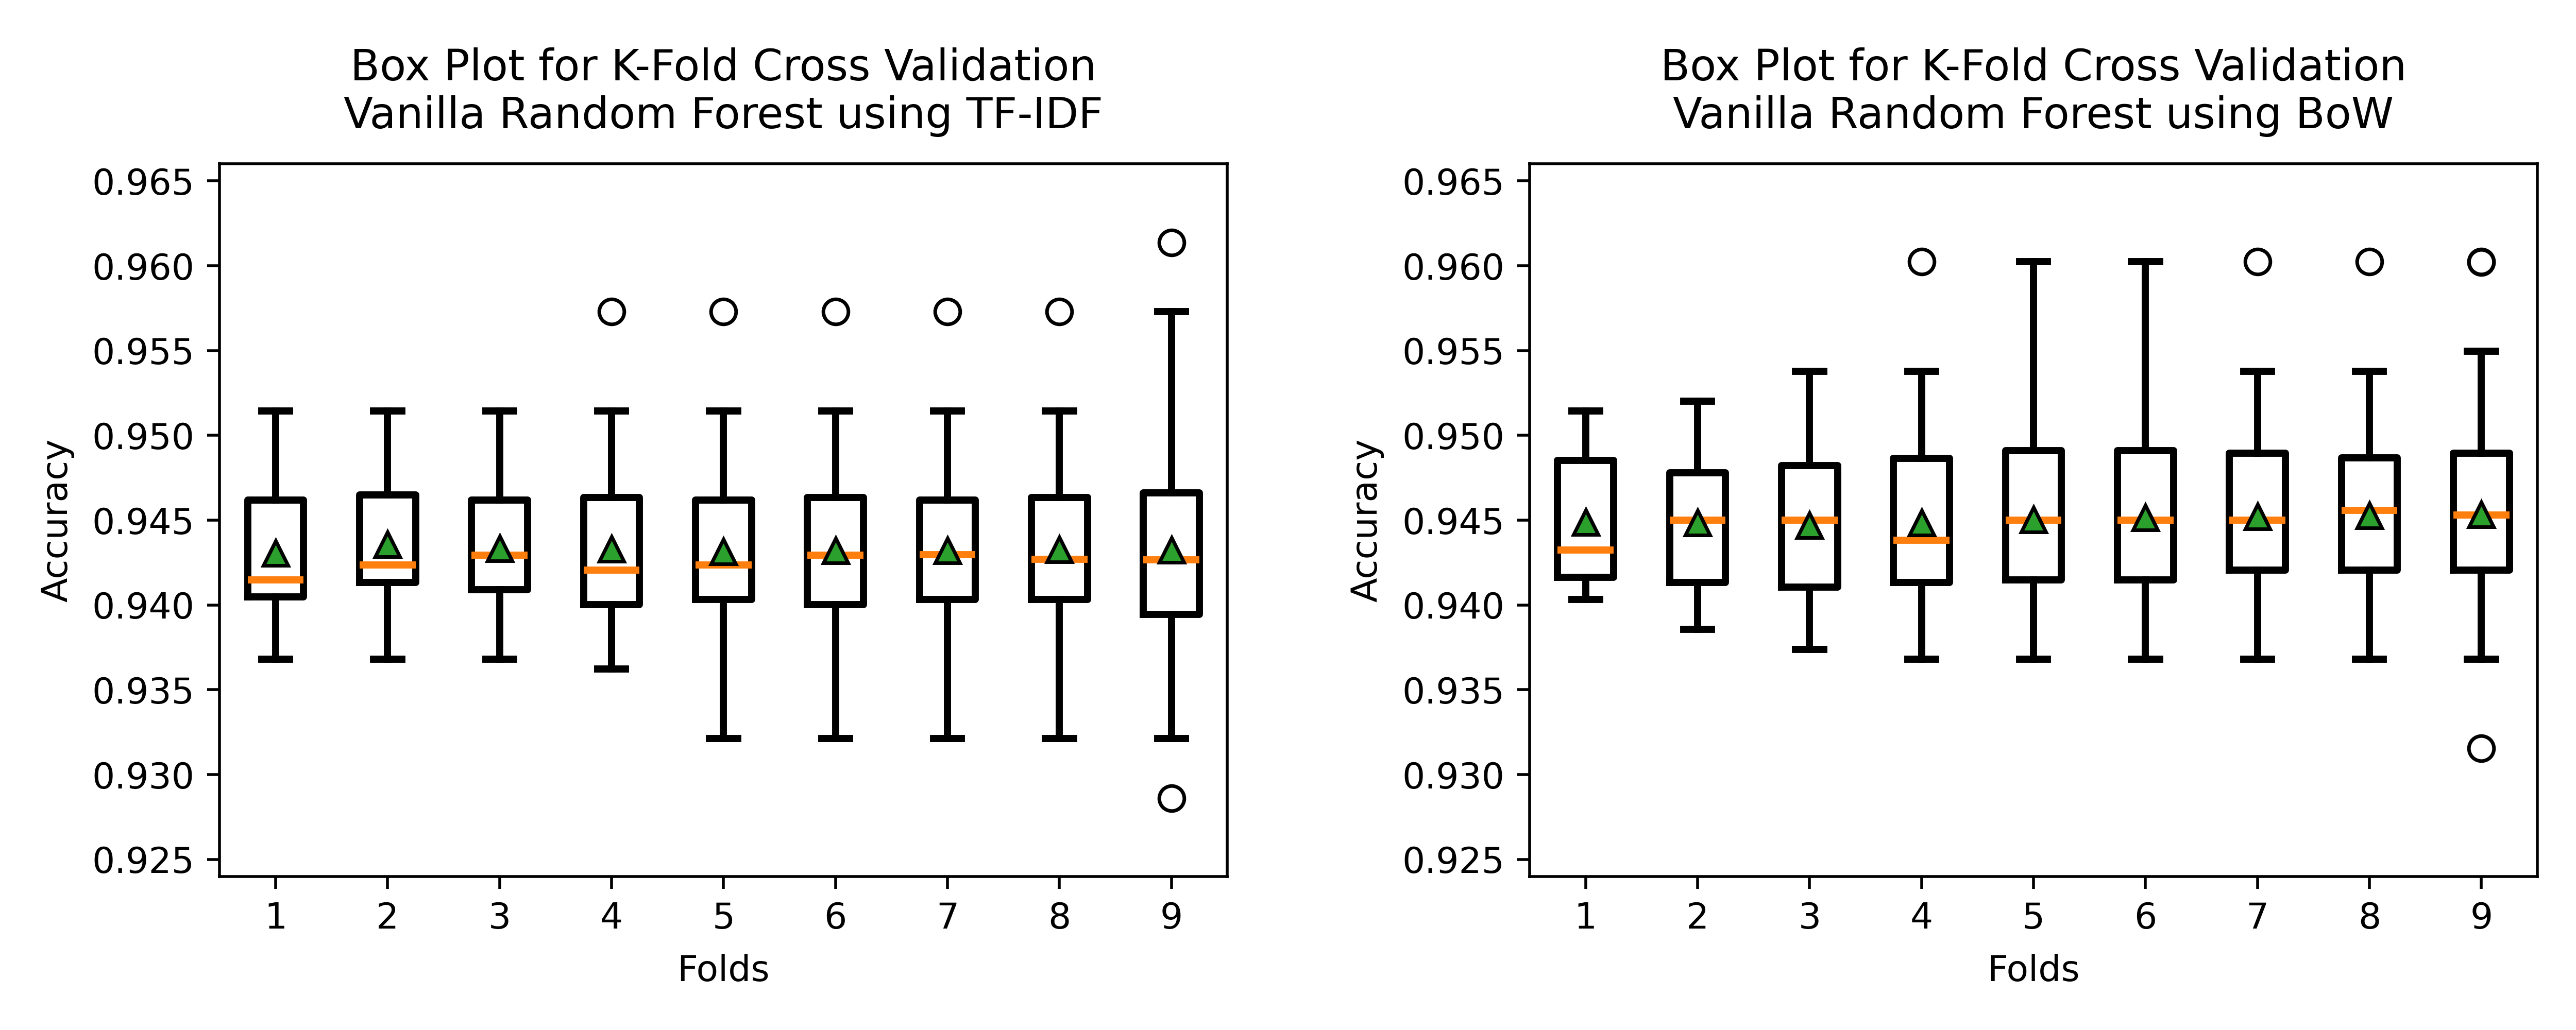 Box Plot for K-Fold Cross Validation
Vanilla Random Forest using TF-IDF
0.965
0.960
0.955
0.950
0.945
0.940
0.935
0.930
0.925
Accuracy
1 2 3 4 5 6 7 8 9
Folds
Box Plot for K-Fold Cross Validation
Vanilla Random Forest using BoW
0.965
0.960
0.955
0.950
0.945
0.940
0.935
0.930
0.925
Accuracy
1 2 3 4 5 6 7 8 9
Folds